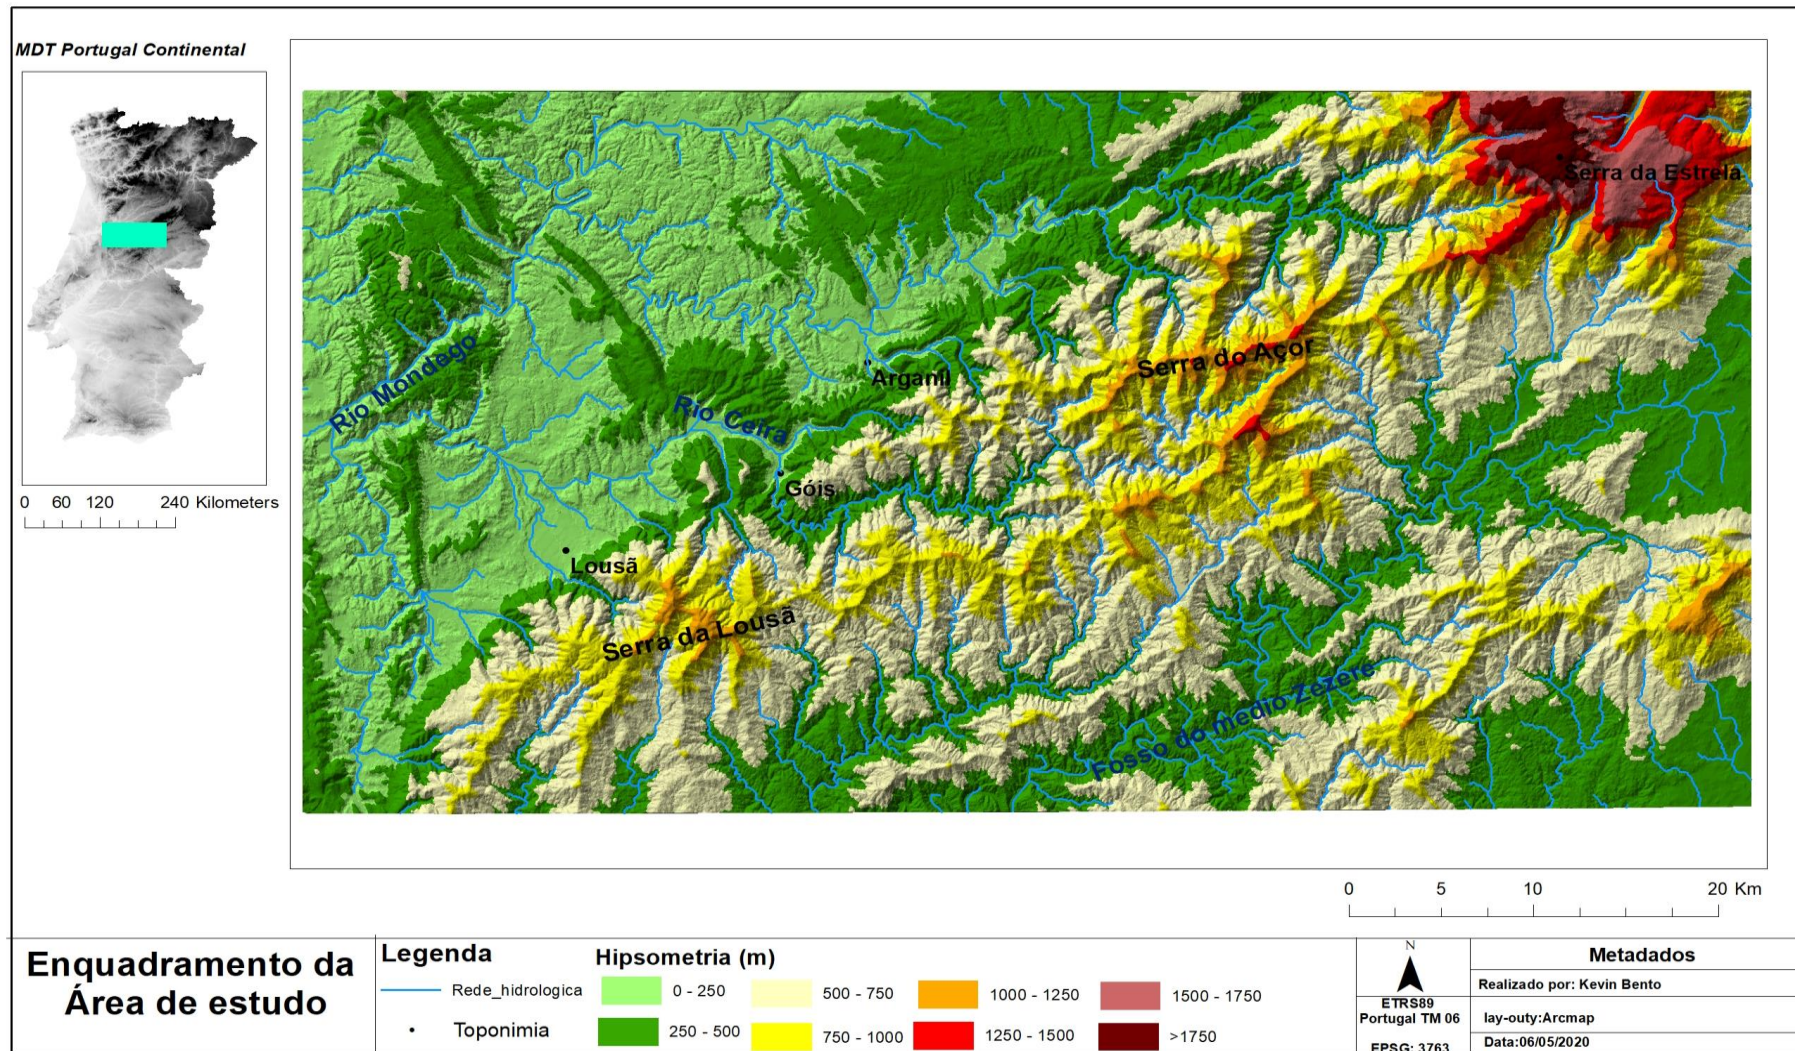 MDT Portugal Continental
0 60 120 240 Kilometers
Serra da Estrela
Serra do Açor
Arganil
Rio Mondego
Rio Ceira
Góis
Lousã
Serra da Lousã
Fosso do medio Zezere
0 5 10 20 Km
Enquadramento da
Área de estudo
Legenda
Rede_hidrologica
Toponimia
Hipsometria (m)
0 - 250
250 - 500
500 - 750
750 - 1000
1000 - 1250
1250 - 1500
1500 - 1750
>1750
N
ETRS89
Portugal TM 06
EPSG: 3763
Metadados
Realizado por: Kevin Bento
lay-outy:Arcmap
Data:06/05/2020